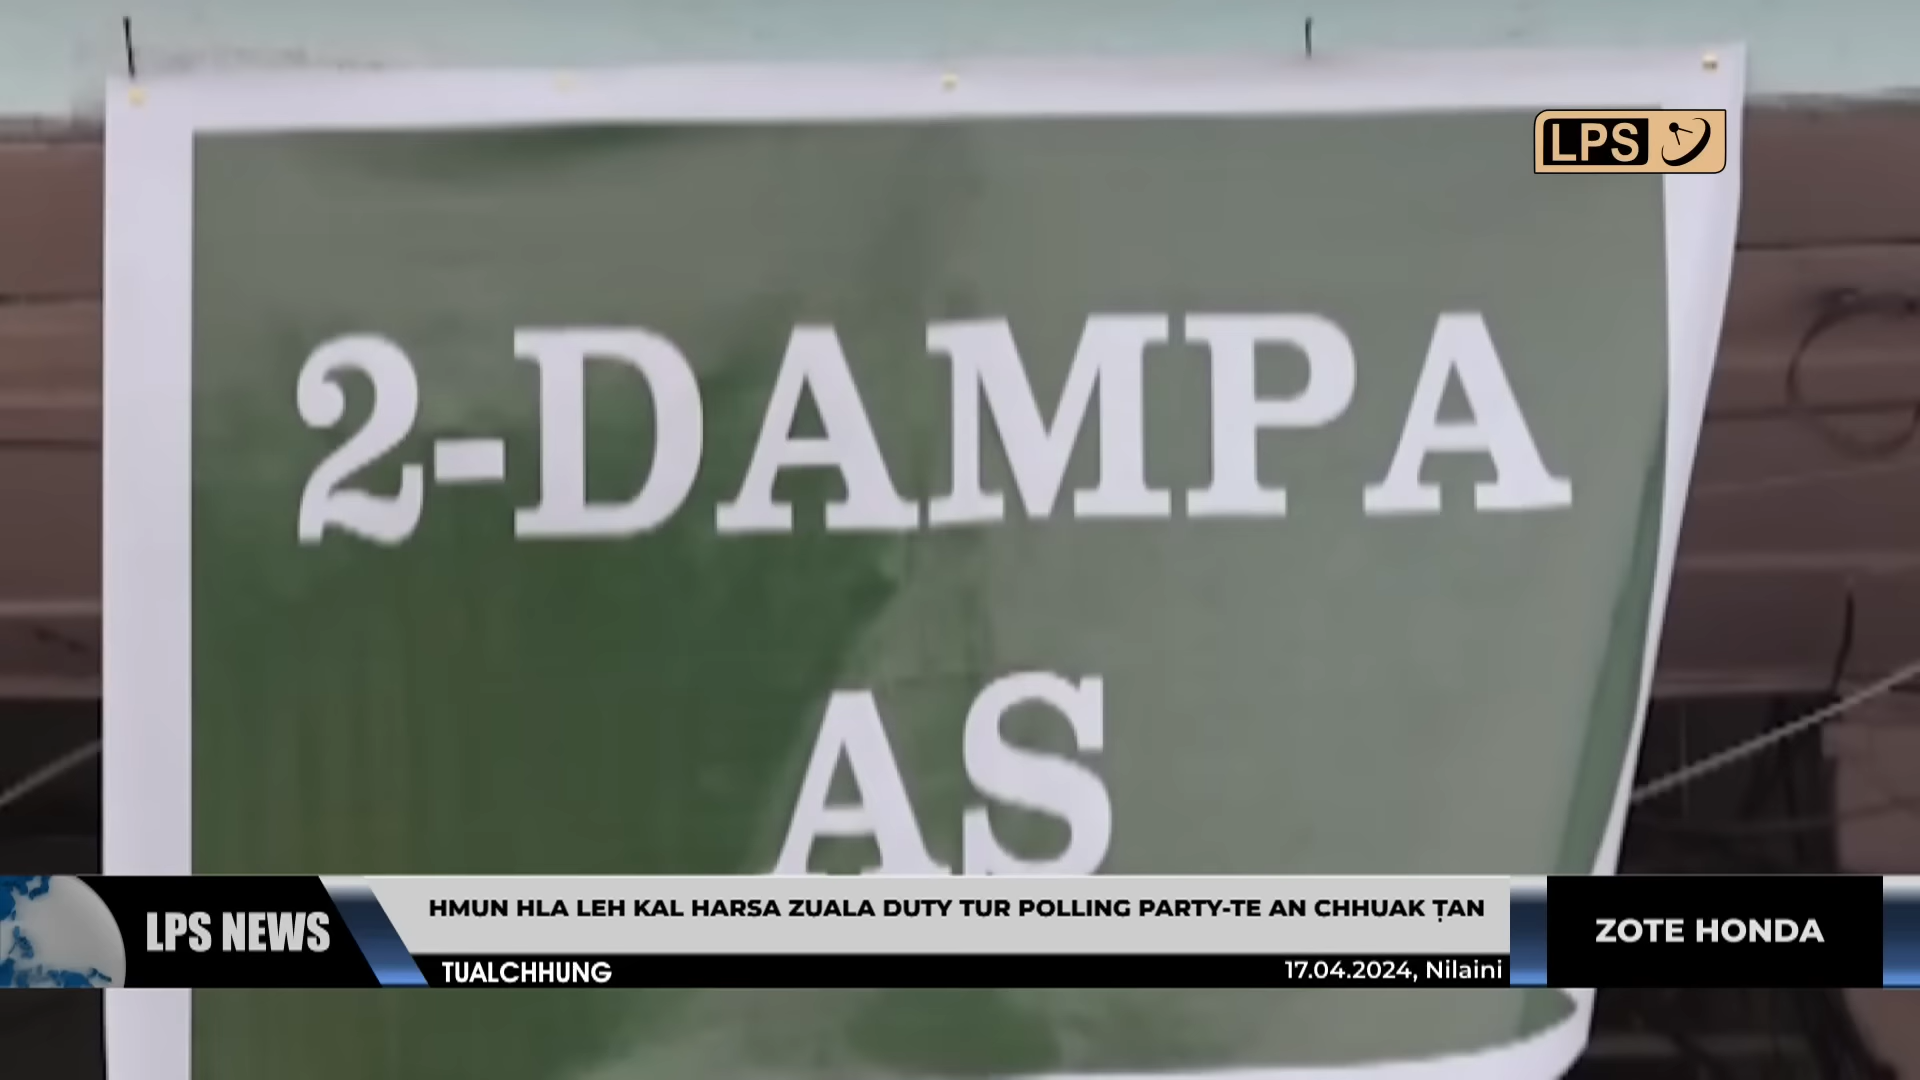 LPS
2-DAMPA
AS
LPS NEWS
HMUN HLA LEH KAL HARSA ZUALA DUTY TUR POLLING PARTY-TE AN CHHUAK ṬAN
TUALCHHUNG
17.04.2024, Nilaini
ZOTE HONDA